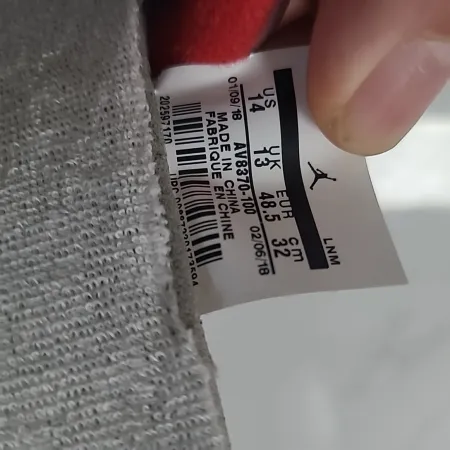 LNM
US UK EUR cm
14 13 48.5 32
01/09/18 AV8370-100 02/06/18
MADE IN CHINA
FABRIQUE EN CHINE
202597170